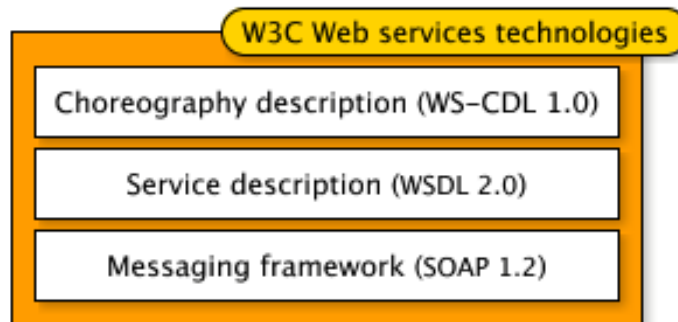 W3C Web services technologies
Choreography description (WS-CDL 1.0)
Service description (WSDL 2.0)
Messaging framework (SOAP 1.2)